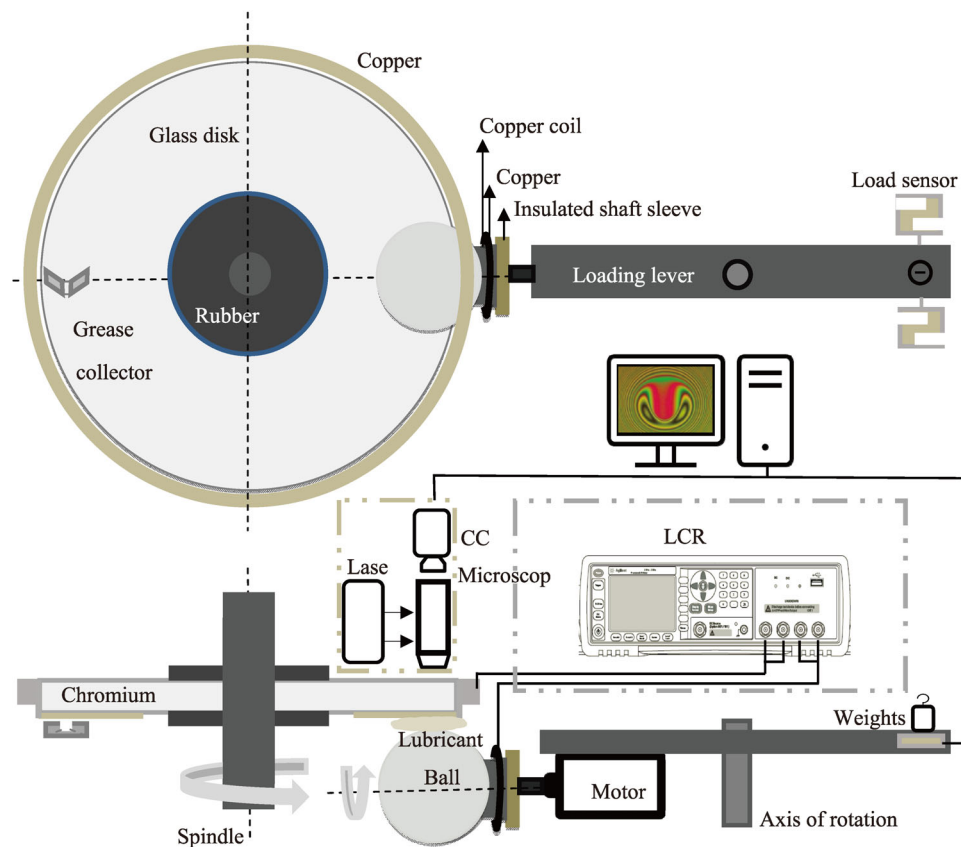 Copper
Glass disk
Copper coil
Copper
Insulated shaft sleeve
Load sensor
Loading lever
Rubber
Grease
collector
CC
LCR
Lase
Microscop
Chromium
Weights
Lubricant
Ball
Motor
Axis of rotation
Spindle